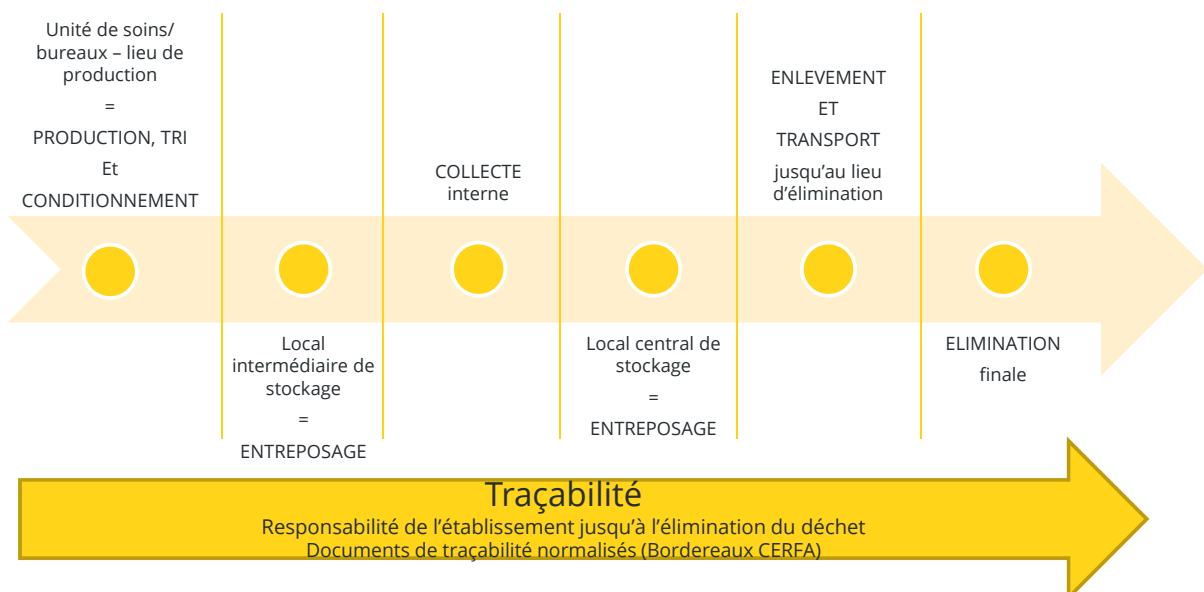 Unité de soins/
bureaux – lieu de
production
=
PRODUCTION, TRI
Et
CONDITIONNEMENT
Local
intermédiaire de
stockage
=
ENTREPOSAGE
COLLECTE
interne
Local central de
stockage
=
ENTREPOSAGE
ENLEVEMENT
ET
TRANSPORT
jusqu’au lieu
d’élimination
ELIMINATION
finale
Traçabilité
Responsabilité de l’établissement jusqu’à l’élimination du déchet
Documents de traçabilité normalisés (Bordereaux CERFA)